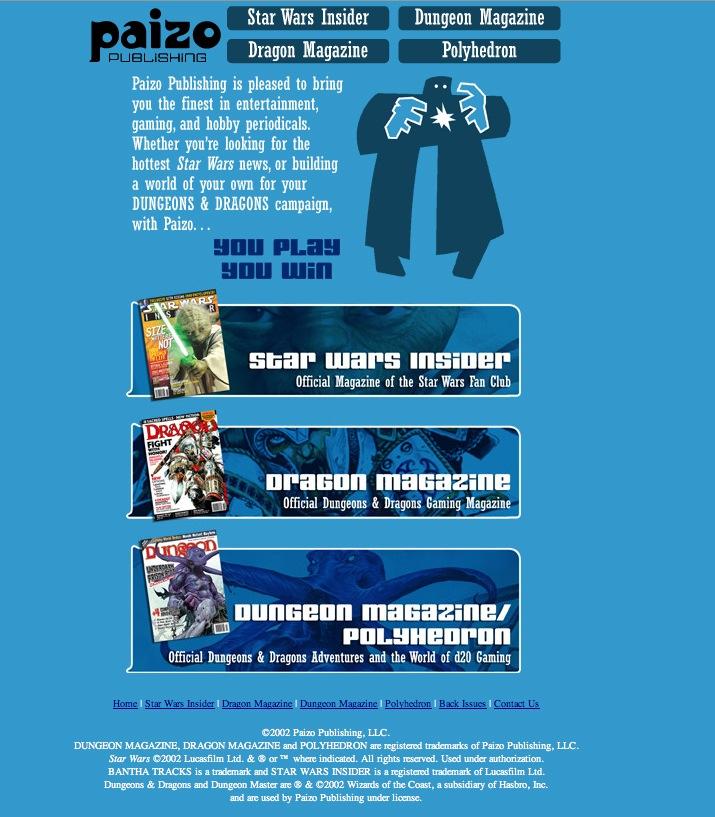 paizo
PUBLISHING
Star Wars Insider
Dungeon Magazine
Dragon Magazine
Polyhedron
Paizo Publishing is pleased to bring
you the finest in entertainment,
gaming, and hobby periodicals.
Whether you're looking for the
hottest Star Wars news, or building
a world of your own for your
DUNGEONS & DRAGONS campaign,
with Paizo. . .
YOU PLAY
YOU WIN
STAR WARS
SIZE
NOT
STAR WARS INSIDER
Official Magazine of the Star Wars Fan Club
DRAGON
FIGHT
WITH
HONOR!
DRAGON MAGAZINE
Official Dungeons & Dragons Gaming Magazine
DUNGEON
DUNGEON MAGAZINE/
POLYHEDRON
Official Dungeons & Dragons Adventures and the World of d20 Gaming
Home | Star Wars Insider | Dragon Magazine | Dungeon Magazine | Polyhedron | Back Issues | Contact Us
©2002 Paizo Publishing, LLC.
DUNGEON MAGAZINE, DRAGON MAGAZINE and POLYHEDRON are registered trademarks of Paizo Publishing, LLC.
Star Wars ©2002 Lucasfilm Ltd. & ® or ™ where indicated. All rights reserved. Used under authorization.
BANTHA TRACKS is a trademark and STAR WARS INSIDER is a registered trademark of Lucasfilm Ltd.
Dungeons & Dragons and Dungeon Master are ® & ©2002 Wizards of the Coast, a subsidiary of Hasbro, Inc.
and are used by Paizo Publishing under license.